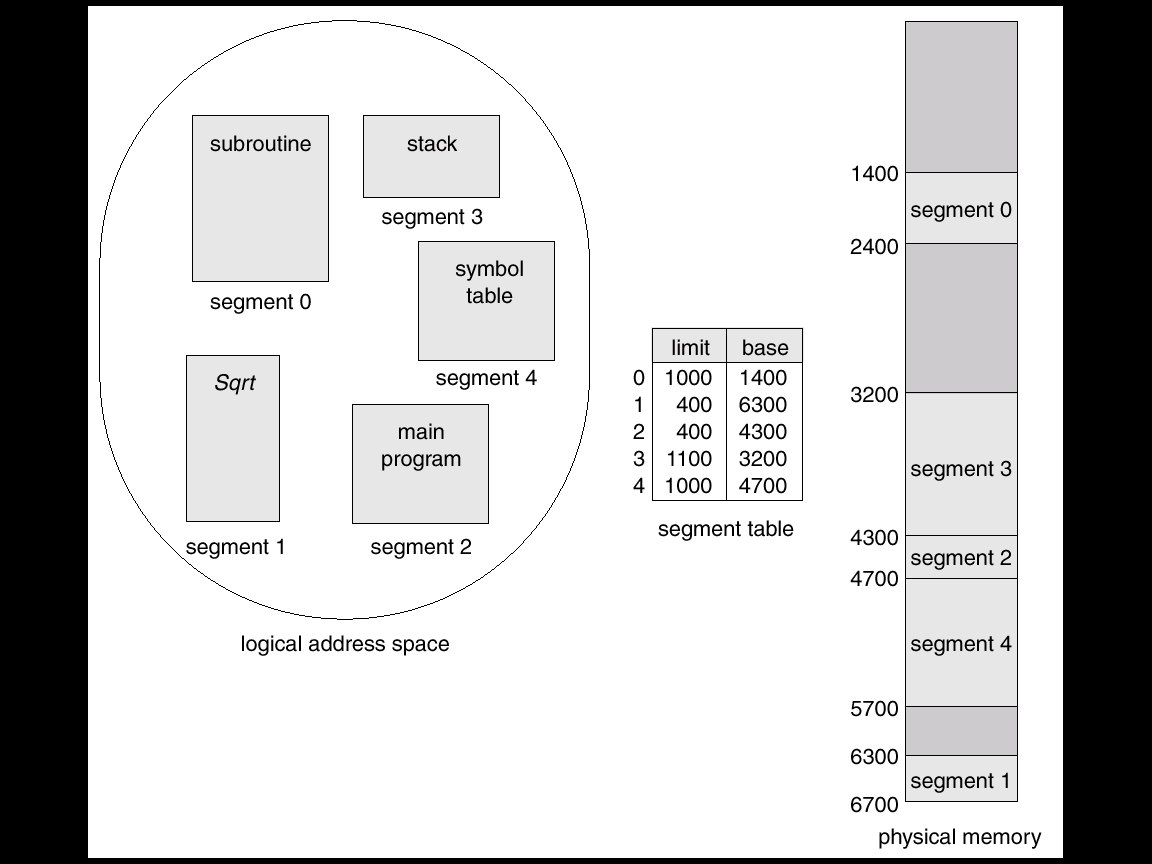 subroutine
segment 0
stack
segment 3
symbol
table
segment 4
Sqrt
segment 1
main
program
segment 2
logical address space
limit base
0 1000 1400
1 400 6300
2 400 4300
3 1100 3200
4 1000 4700
segment table
1400
segment 0
2400
3200
segment 3
4300
segment 2
4700
segment 4
5700
6300
segment 1
6700
physical memory